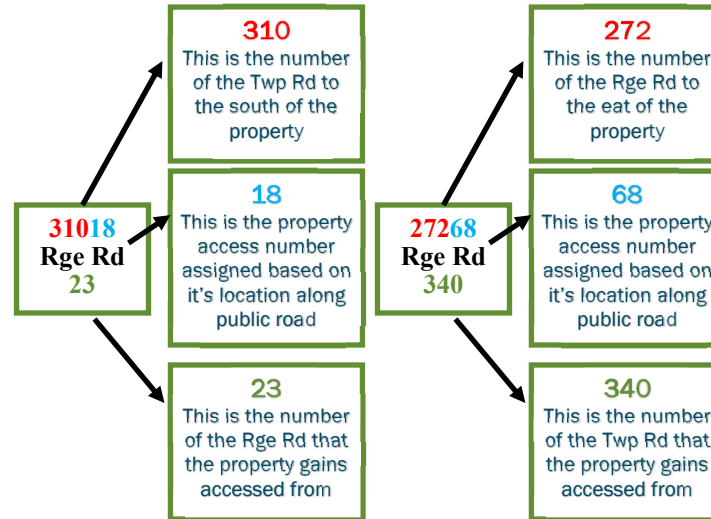 310
This is the number
of the Twp Rd to
the south of the
property
272
This is the number
of the Rge Rd to
the eat of the
property
31018
Rge Rd
23
18
This is the property
access number
assigned based on
it's location along
public road
27268
Rge Rd
340
68
This is the property
access number
assigned based on
it's location along
public road
23
This is the number
of the Rge Rd that
the property gains
accessed from
340
This is the number
of the Twp Rd that
the property gains
accessed from